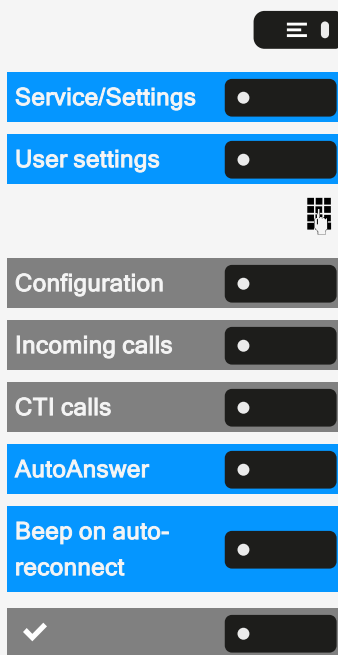 Service/Settings
User settings
Configuration
Incoming calls
CTI calls
AutoAnswer
Beep on auto-
reconnect